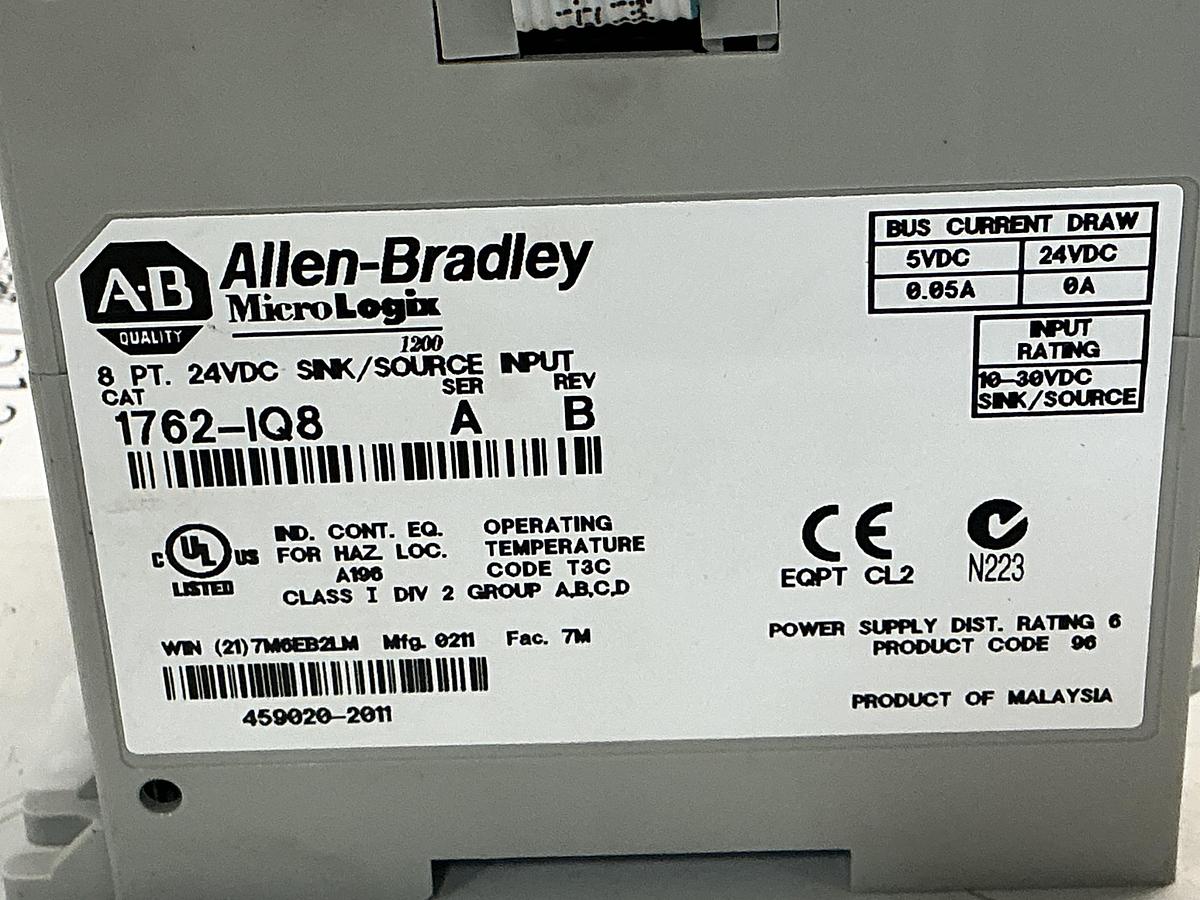 A·B
QUALITY
Allen-Bradley
MicroLogix
1200
8 PT. 24VDC SINK/SOURCE INPUT
CAT SER REV
1762-IQ8 A B
BUS CURRENT DRAW
5VDC 24VDC
0.05A 0A
INPUT
RATING
10-30VDC
SINK/SOURCE
C UL US
LISTED
IND. CONT. EQ.
FOR HAZ. LOC.
A196
OPERATING
TEMPERATURE
CODE T3C
CLASS I DIV 2 GROUP A,B,C,D
CE
EQPT CL2
N223
WIN (21)7M6EB2LM Mfg. 0211 Fac. 7M
459020-2011
POWER SUPPLY DIST. RATING 6
PRODUCT CODE 96
PRODUCT OF MALAYSIA